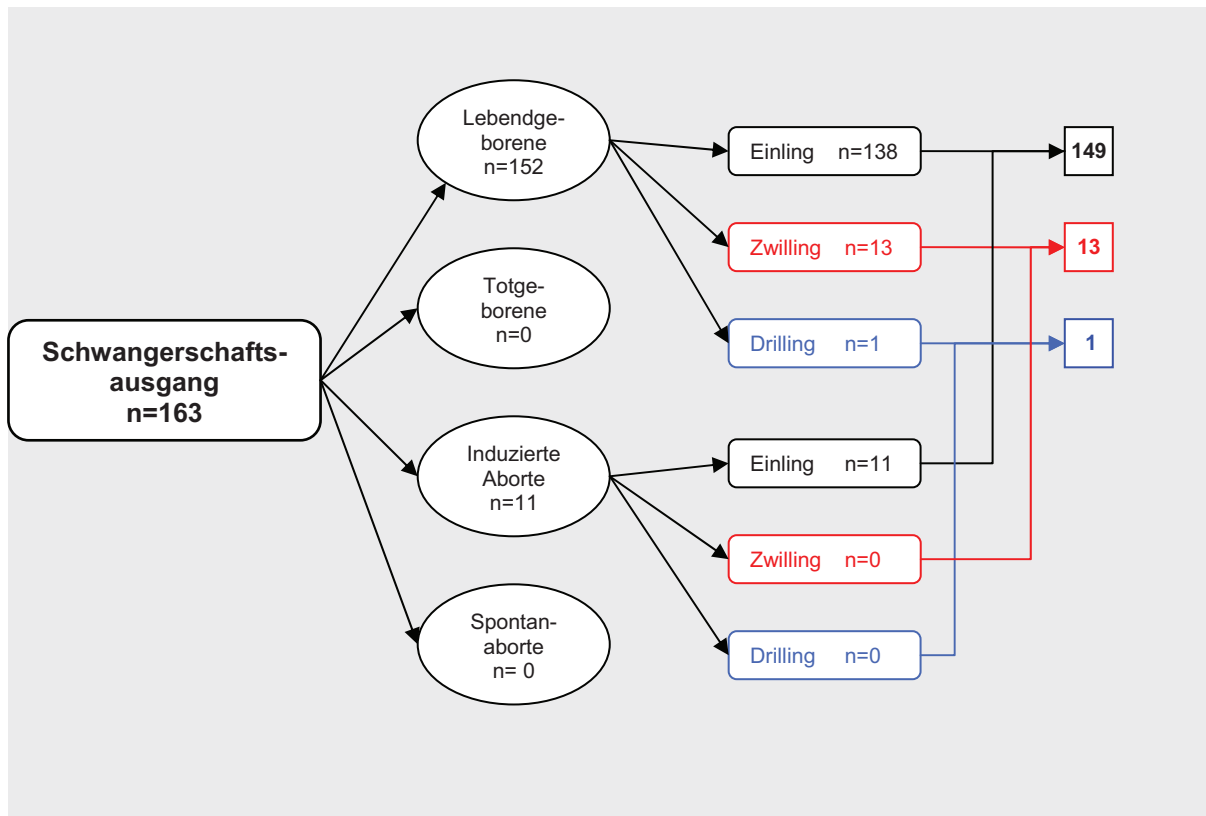 Schwangerschafts-
ausgang
n=163
Lebendge-
borene
n=152
Totge-
borene
n=0
Induzierte
Aborte
n=11
Spontan-
aborte
n= 0
Einling n=138
Zwilling n=13
Drilling n=1
Einling n=11
Zwilling n=0
Drilling n=0
149
13
1